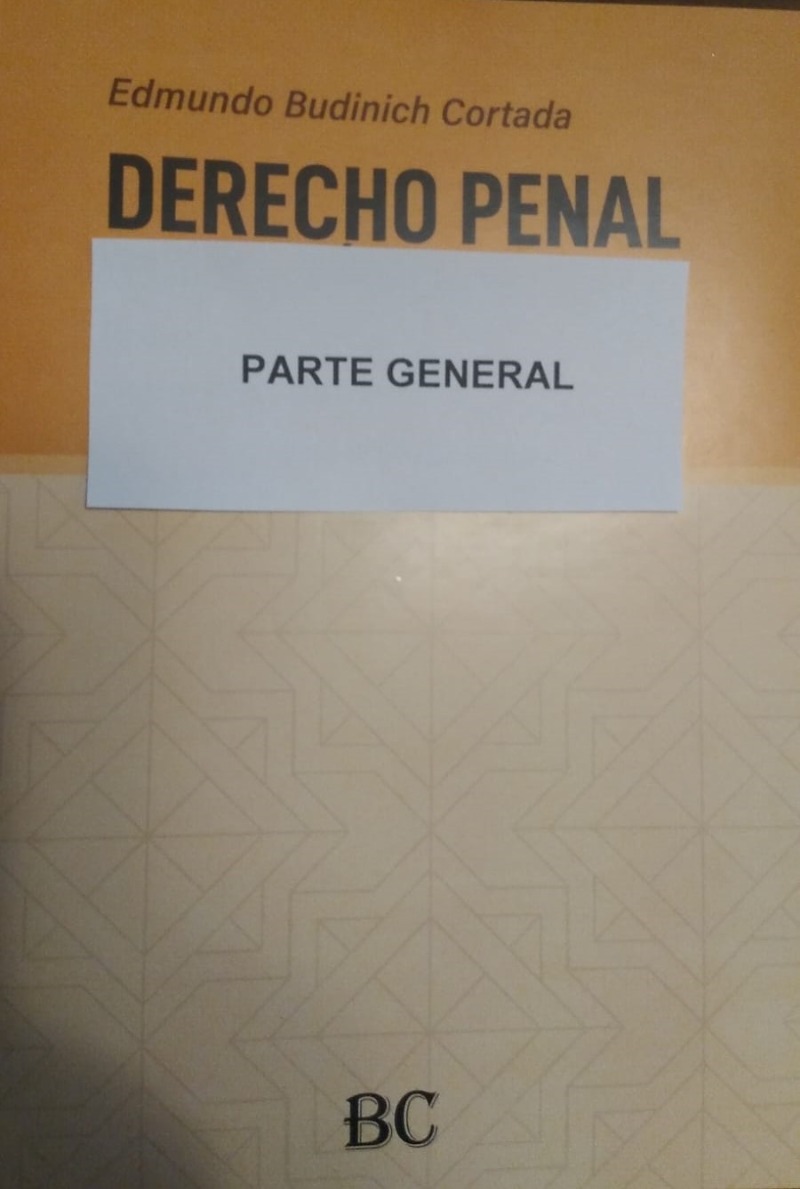 Edmundo Budinich Cortada
DERECHO PENAL
PARTE GENERAL
BC